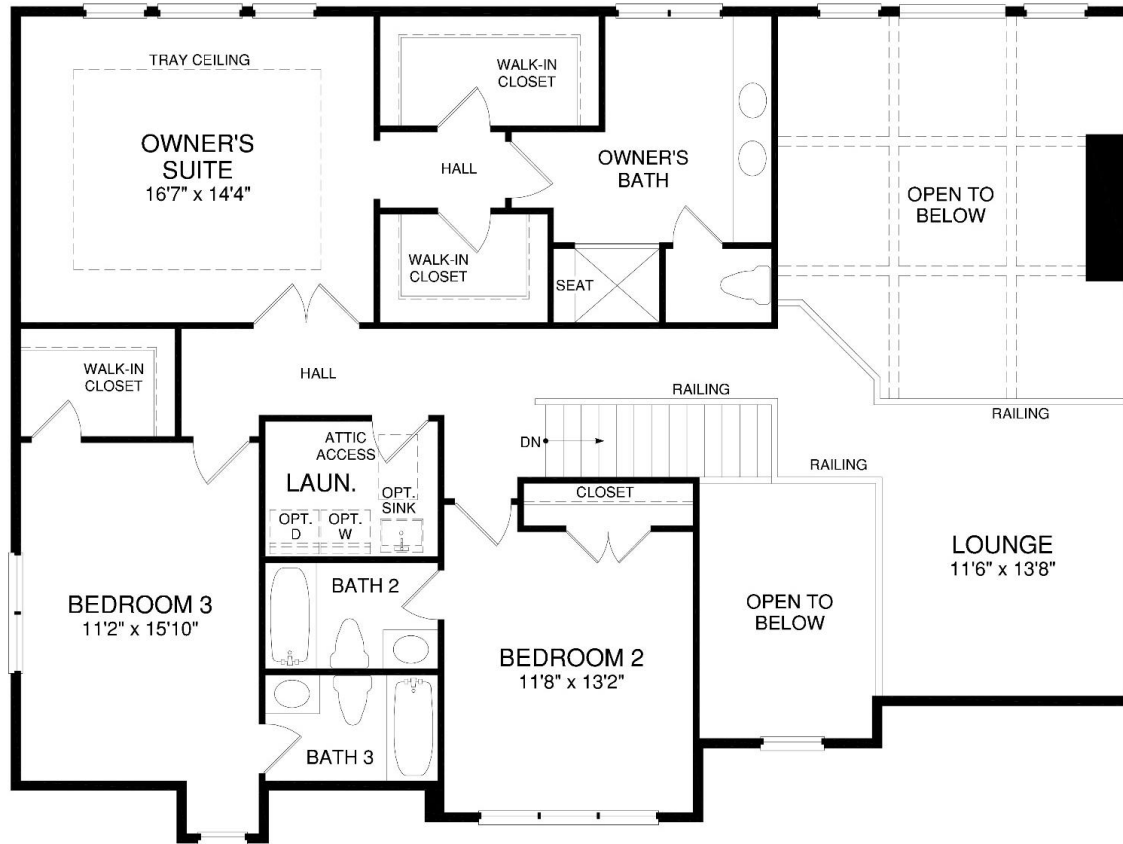 TRAY CEILING
OWNER'S
SUITE
16'7" x 14'4"
WALK-IN
CLOSET
HALL
OWNER'S
BATH
OPEN TO
BELOW
WALK-IN
CLOSET
SEAT
WALK-IN
CLOSET
HALL
RAILING
RAILING
DN
RAILING
ATTIC
ACCESS
LAUN.
OPT.
SINK
OPT.
D
OPT.
W
CLOSET
LOUNGE
11'6" x 13'8"
BEDROOM 3
11'2" x 15'10"
BATH 2
OPEN TO
BELOW
BEDROOM 2
11'8" x 13'2"
BATH 3